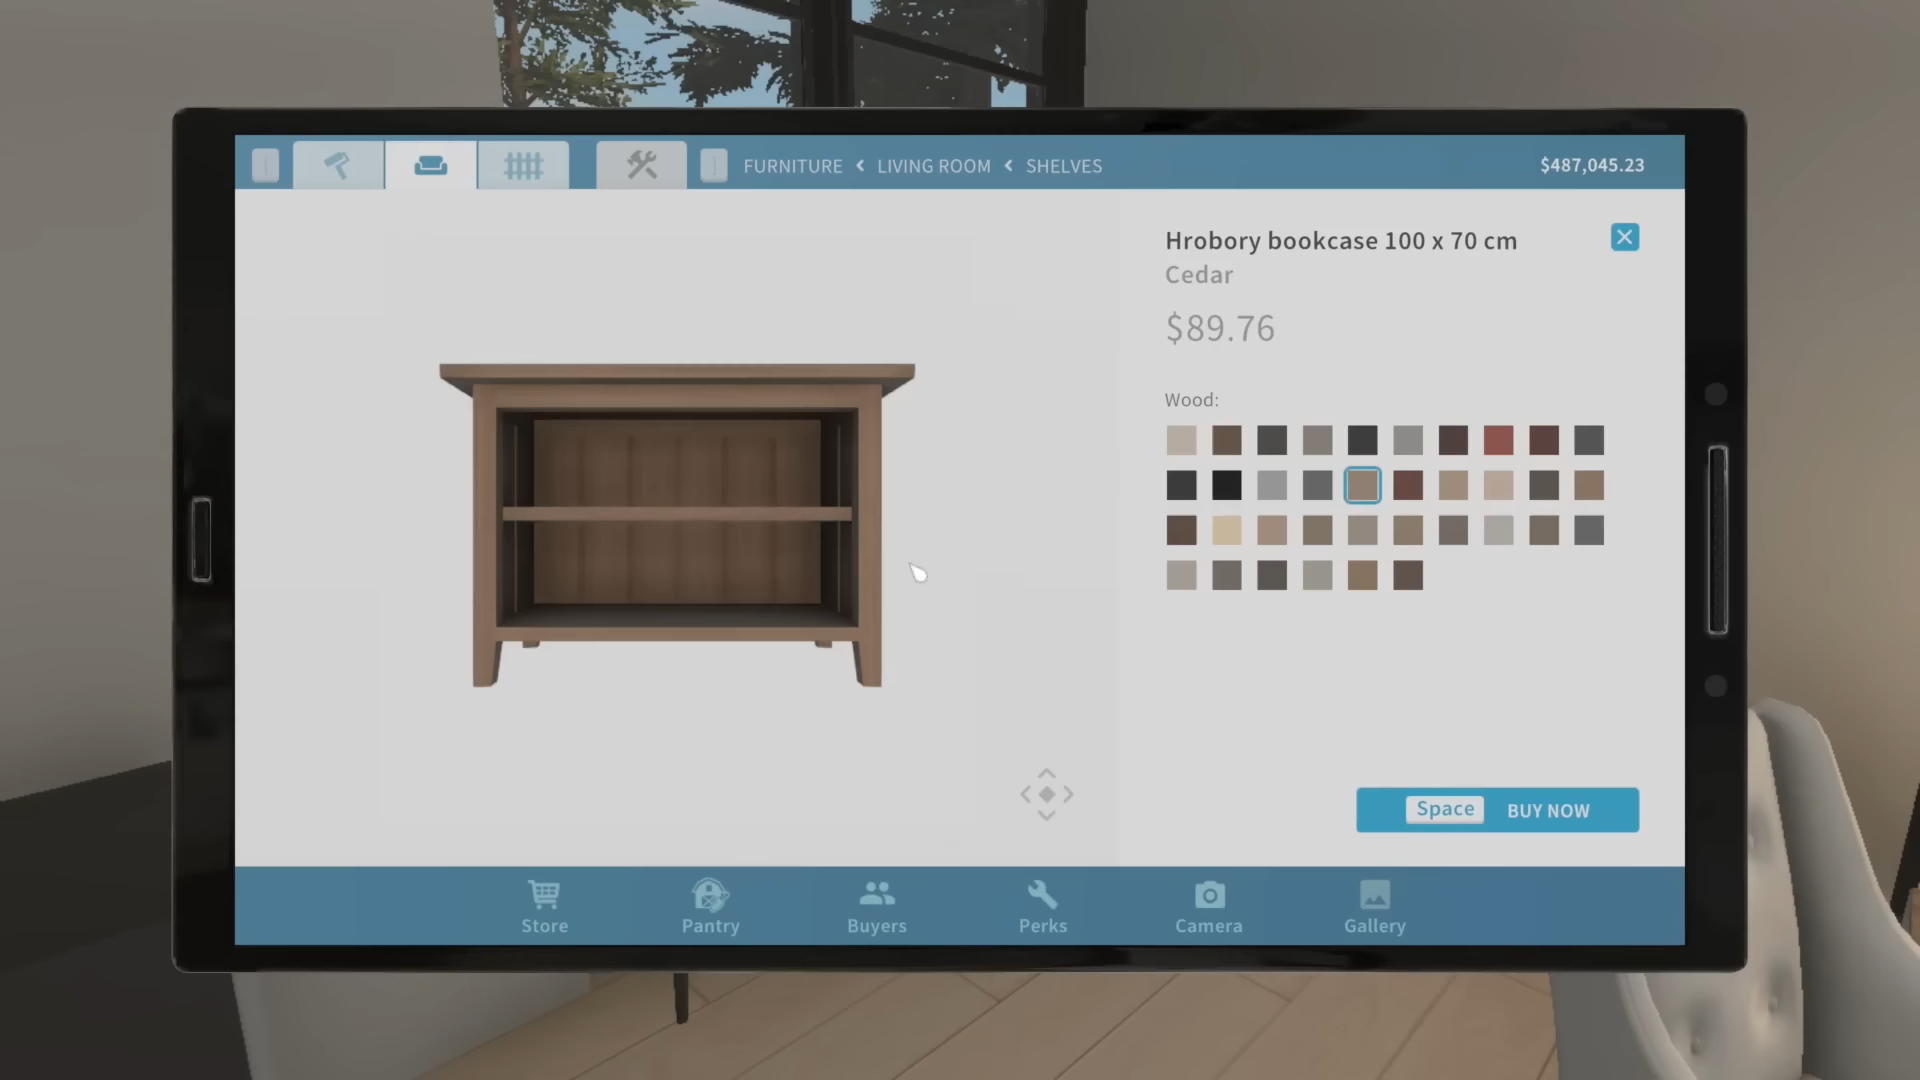 FURNITURE < LIVING ROOM < SHELVES
$487,045.23
Hrobory bookcase 100 x 70 cm
Cedar
$89.76
Wood:
Space BUY NOW
Store
Pantry
Buyers
Perks
Camera
Gallery